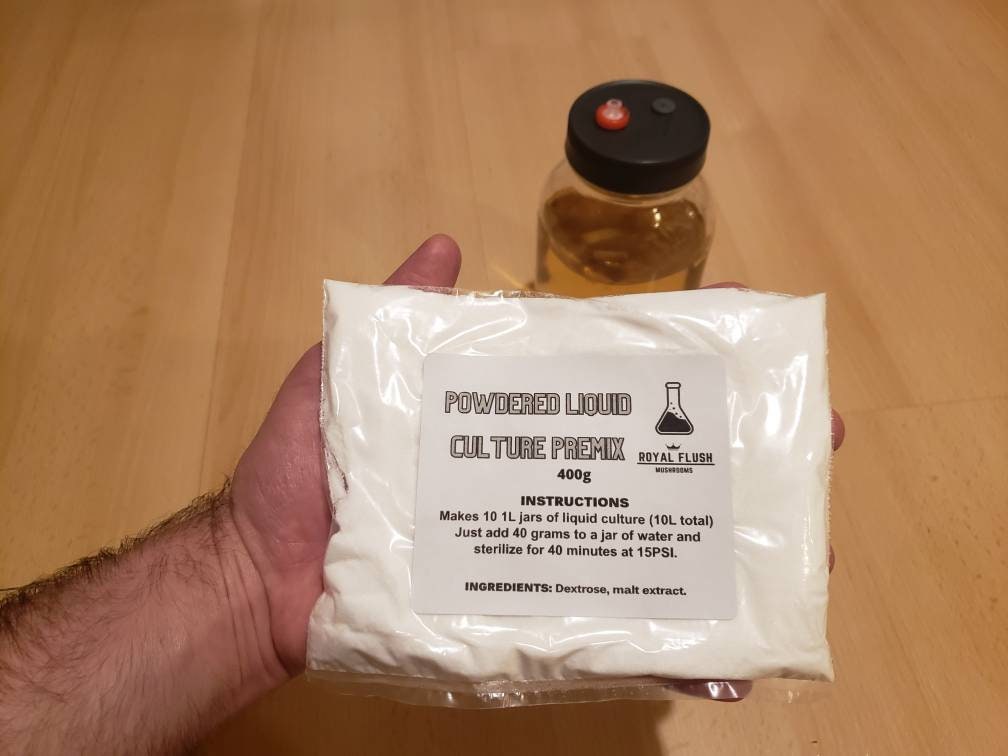 POWDERED LIQUID
CULTURE PREMIX
400g
ROYAL FLUSH
MUSHROOMS
INSTRUCTIONS
Makes 10 1L jars of liquid culture (10L total)
Just add 40 grams to a jar of water and
sterilize for 40 minutes at 15PSI.
INGREDIENTS: Dextrose, malt extract.